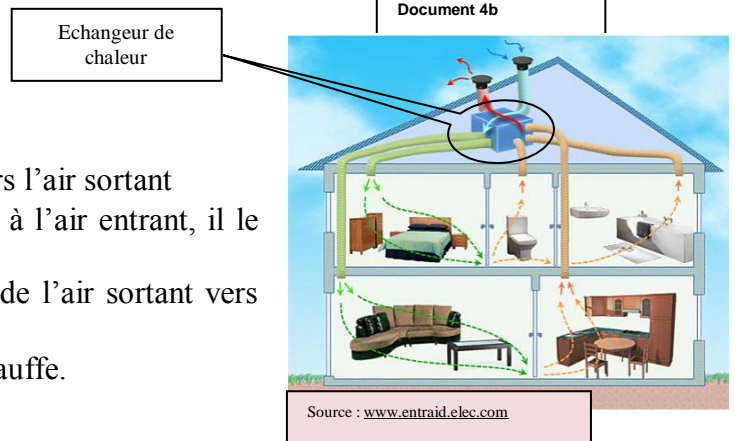 Document 4b
Echangeur de
chaleur
rs l’air sortant
à l’air entrant, il le
de l’air sortant vers
auffe.
Source : www.entraid.elec.com